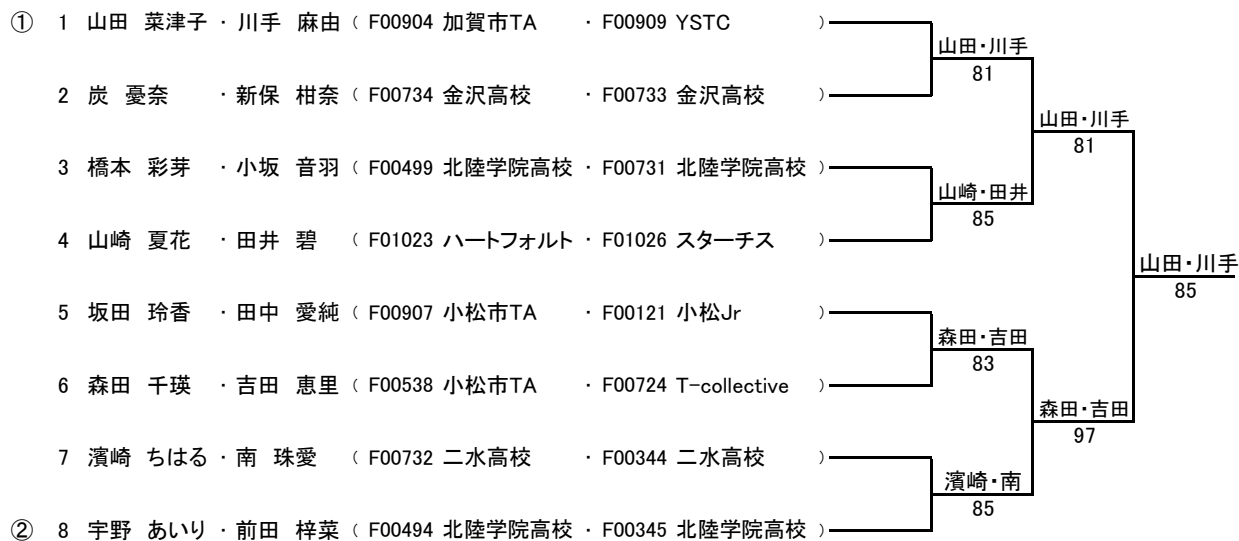 ① 1 山田 菜津子 ・ 川手 麻由 ( F00904 加賀市TA ・ F00909 YSTC )
山田・川手
81
2 炭 憂奈 ・ 新保 柑奈 ( F00734 金沢高校 ・ F00733 金沢高校 )
山田・川手
81
3 橋本 彩芽 ・ 小坂 音羽 ( F00499 北陸学院高校 ・ F00731 北陸学院高校 )
山崎・田井
85
4 山崎 夏花 ・ 田井 碧 ( F01023 ハートフォルト ・ F01026 スターチス )
山田・川手
85
5 坂田 玲香 ・ 田中 愛純 ( F00907 小松市TA ・ F00121 小松Jr )
森田・吉田
83
6 森田 千瑛 ・ 吉田 恵里 ( F00538 小松市TA ・ F00724 T-collective )
森田・吉田
97
7 濱崎 ちはる ・ 南 珠愛 ( F00732 二水高校 ・ F00344 二水高校 )
濱崎・南
85
② 8 宇野 あいり ・ 前田 梓菜 ( F00494 北陸学院高校 ・ F00345 北陸学院高校 )